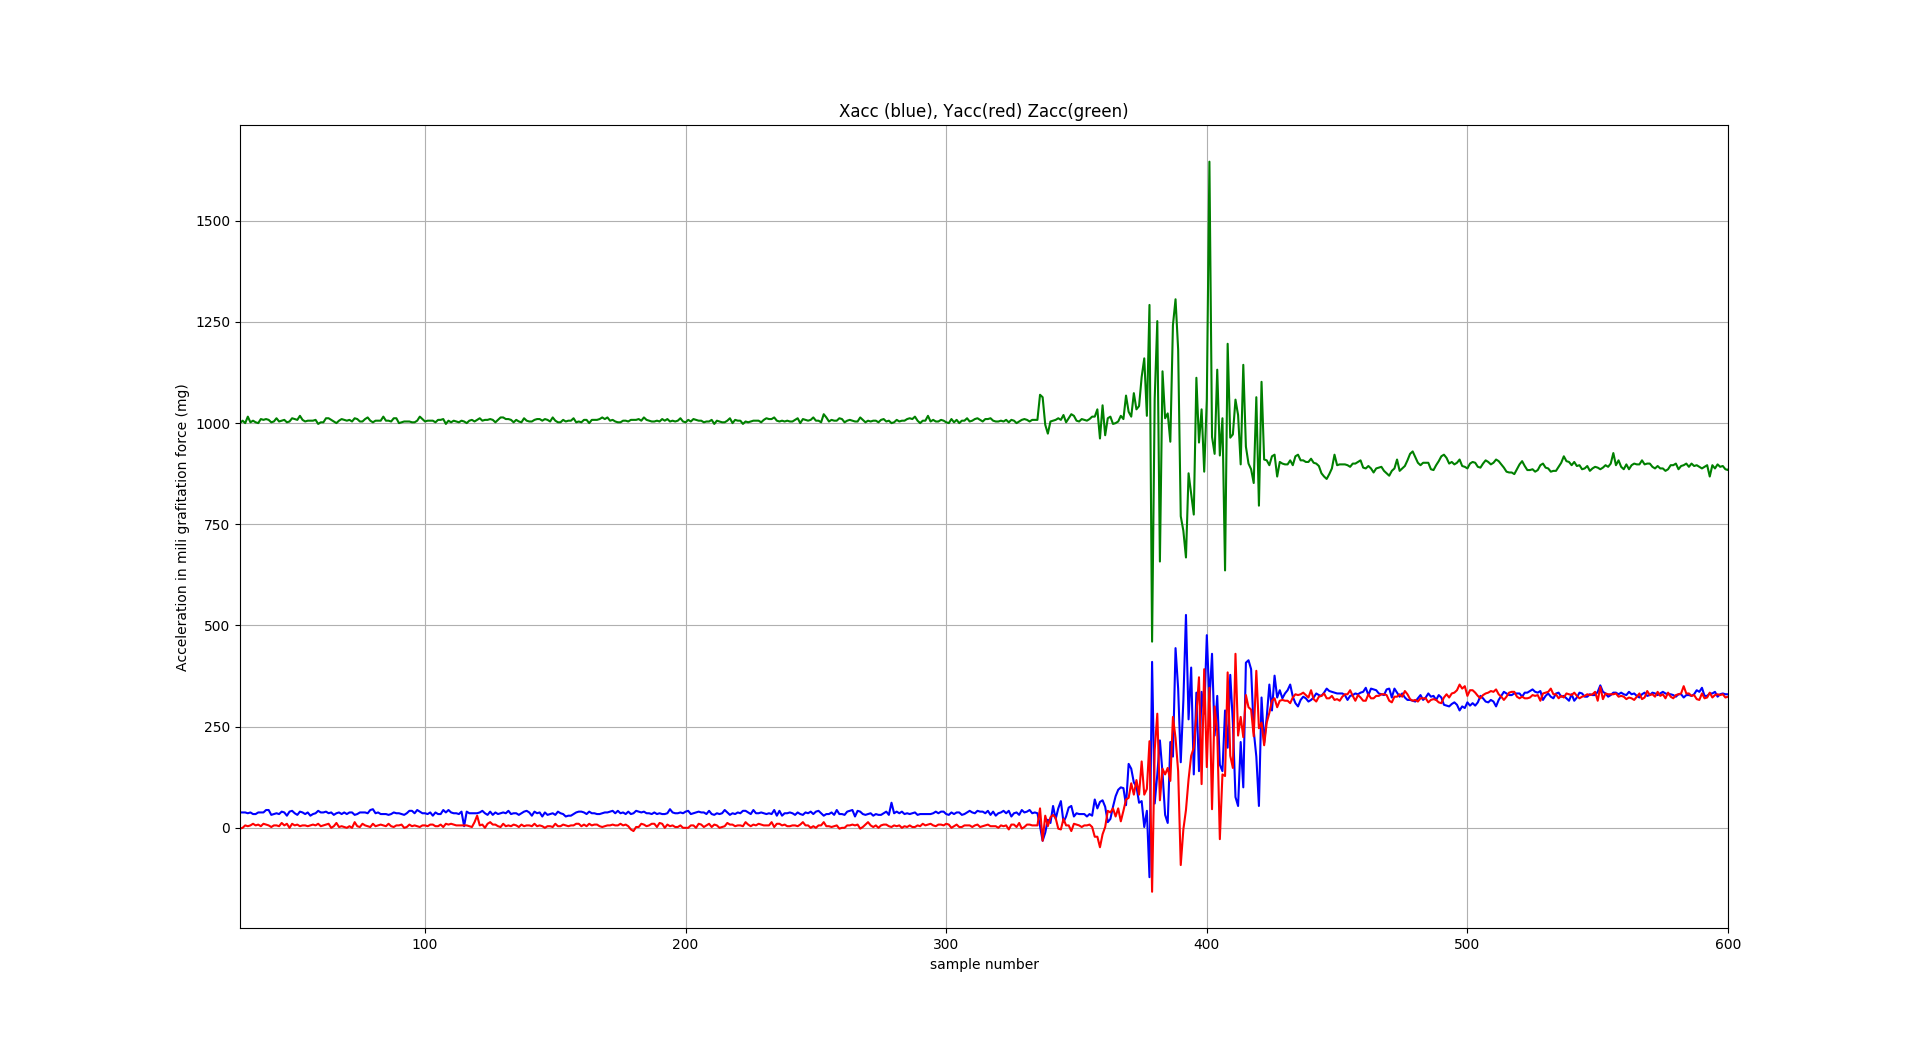 Xacc (blue), Yacc(red) Zacc(green)
Acceleration in mili grafitation force (mg)
1500
1250
1000
750
500
250
0
100 200 300 400 500 600
sample number